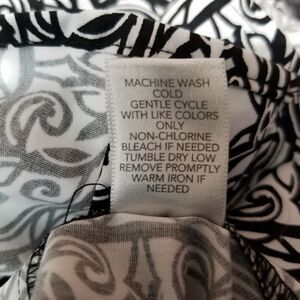 MACHINE WASH
COLD
GENTLE CYCLE
WITH LIKE COLORS
ONLY
NON-CHLORINE
BLEACH IF NEEDED
TUMBLE DRY LOW
REMOVE PROMPTLY
WARM IRON IF
NEEDED